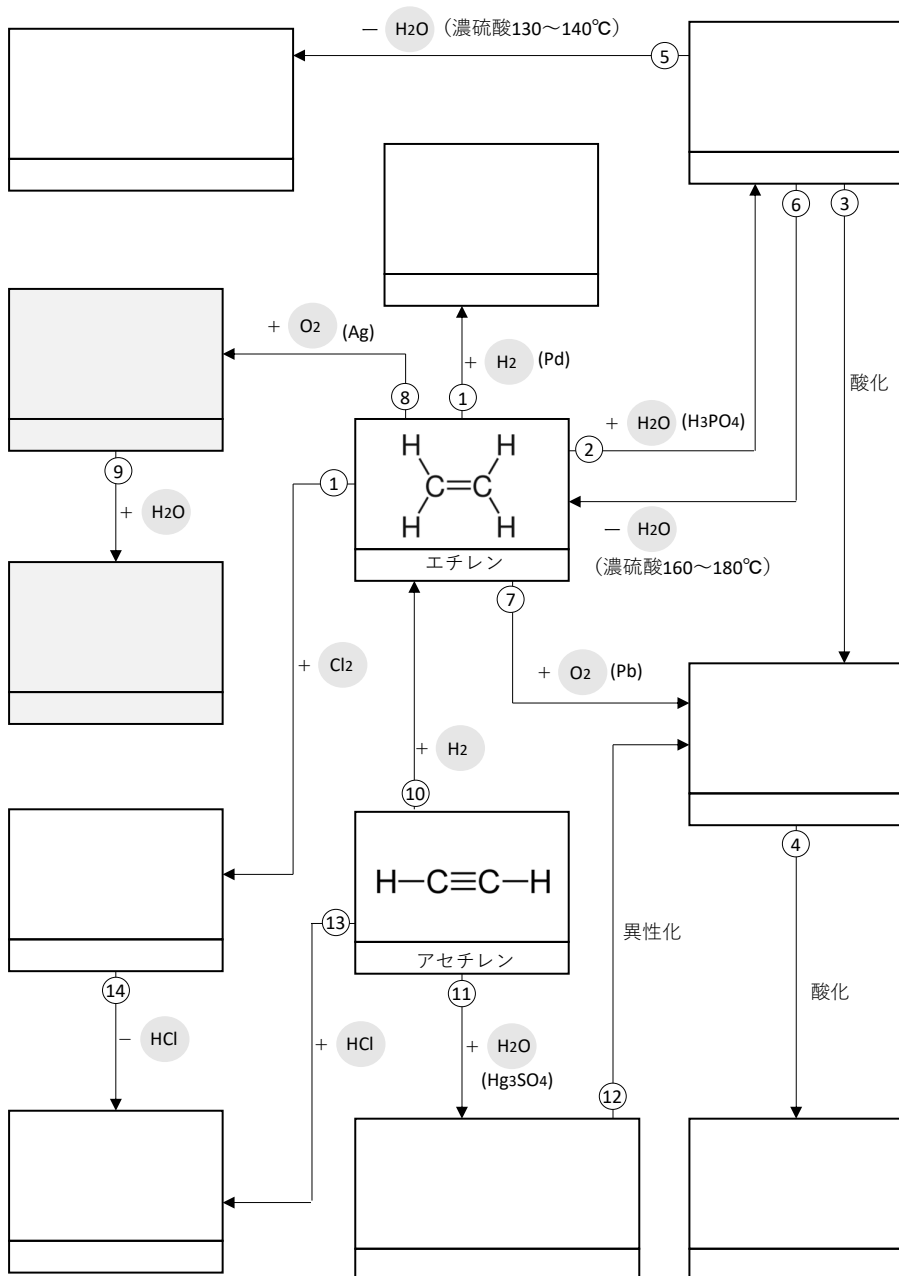 － H2O （濃硫酸130～140℃）
⑤
⑥ ③
＋ O2 (Ag)
＋ H2 (Pd)
酸化
⑧ ①
＋ H2O (H3PO4)
②
H H
C=C
H H
⑨
①
＋ H2O
－ H2O
エチレン
（濃硫酸160～180℃）
⑦
＋ Cl2
＋ O2 (Pb)
＋ H2
⑩
④
H－C≡C－H
⑬
異性化
アセチレン
⑭ ⑪
酸化
－ HCl
＋ HCl
＋ H2O
(Hg3SO4)
⑫